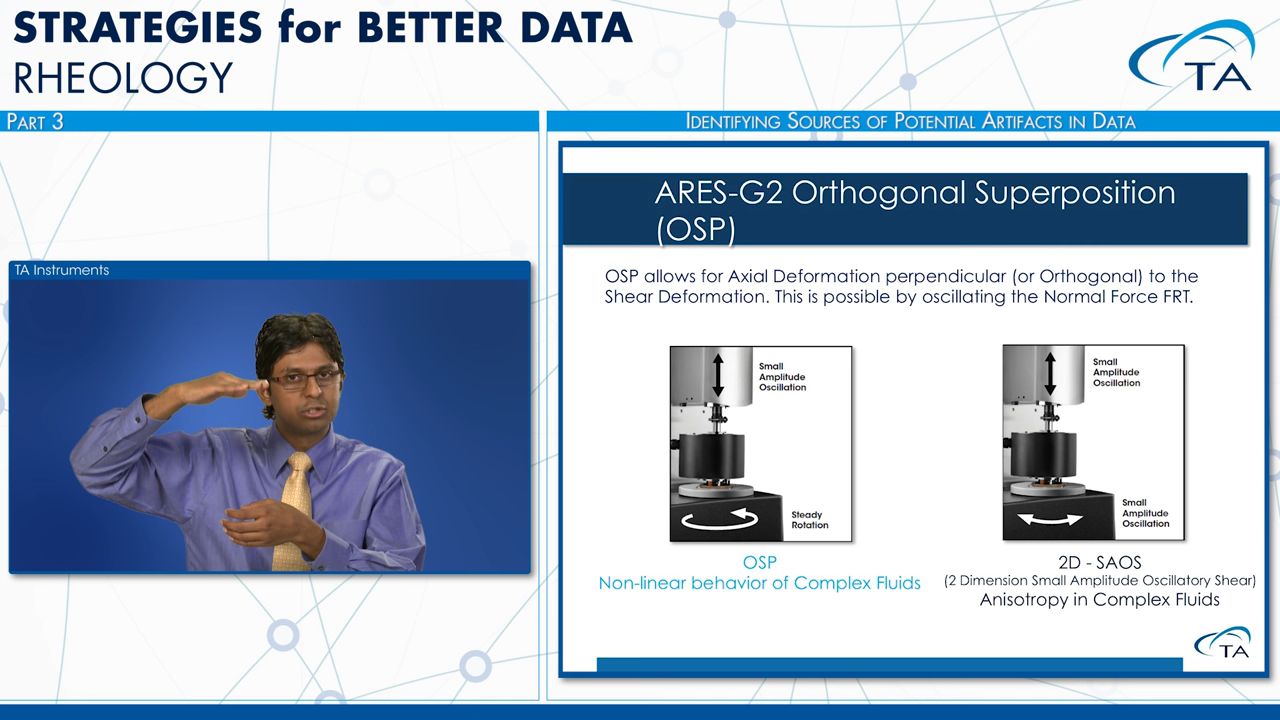 STRATEGIES for BETTER DATA
RHEOLOGY
TA
PART 3
IDENTIFYING SOURCES OF POTENTIAL ARTIFACTS IN DATA
TA Instruments
ARES-G2 Orthogonal Superposition
(OSP)
OSP allows for Axial Deformation perpendicular (or Orthogonal) to the
Shear Deformation. This is possible by oscillating the Normal Force FRT.
Small
Amplitude
Oscillation
Steady
Rotation
OSP
Non-linear behavior of Complex Fluids
Small
Amplitude
Oscillation
Small
Amplitude
Oscillation
2D - SAOS
(2 Dimension Small Amplitude Oscillatory Shear)
Anisotropy in Complex Fluids
TA